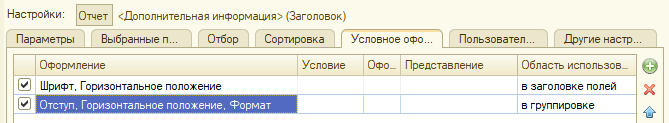 Настройки: Отчет <Дополнительная информация> (Заголовок)
Параметры Выбранные п... Отбор Сортировка Условное офо... Пользовател... Другие настр...
Оформление Условие Офо... Представление Область использов...
Шрифт, Горизонтальное положение в заголовке полей
Отступ, Горизонтальное положение, Формат в группировке